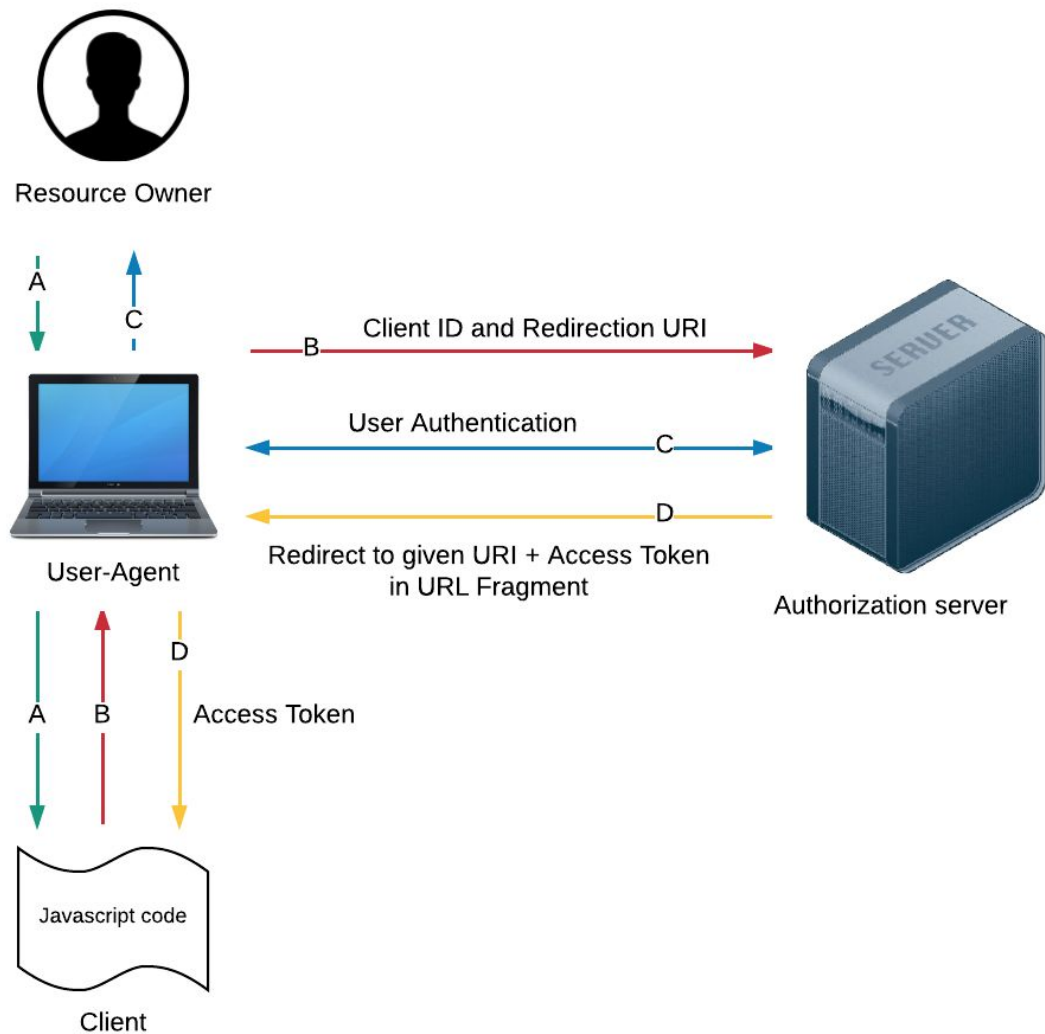 Resource Owner
A
C
Client ID and Redirection URI
B
SERVER
User Authentication
C
D
Redirect to given URI + Access Token
in URL Fragment
User-Agent
Authorization server
D
A
B
Access Token
Javascript code
Client